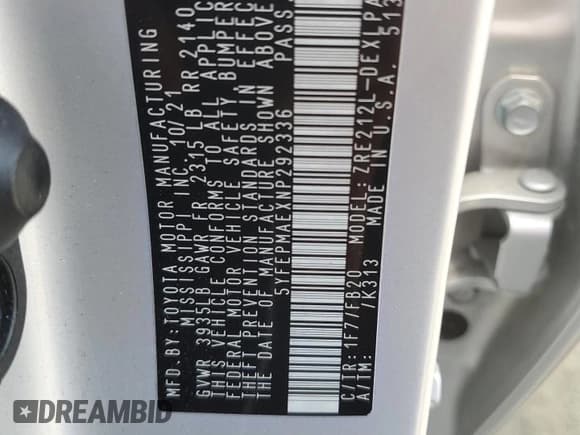 MFD. BY: TOYOTA MOTOR MANUFACTURING
MISSISSIPPI INC. 10/21
GVWR 3935LB GAWR FR 2315 LB RR 2140
THIS VEHICLE CONFORMS TO ALL APPLIC
FEDERAL MOTOR VEHICLE SAFETY BUMPER
THEFT PREVENTION STANDARDS IN EFFEC
THE DATE OF MANUFACTURE SHOWN ABOVE
5YFEPMAEXNP292336 PASS.
C/TR: 1F7/FB20 MODEL: ZRE212L-DEXLPA
A/TM: /K313 MADE IN U.S.A. 513
DREAMBID